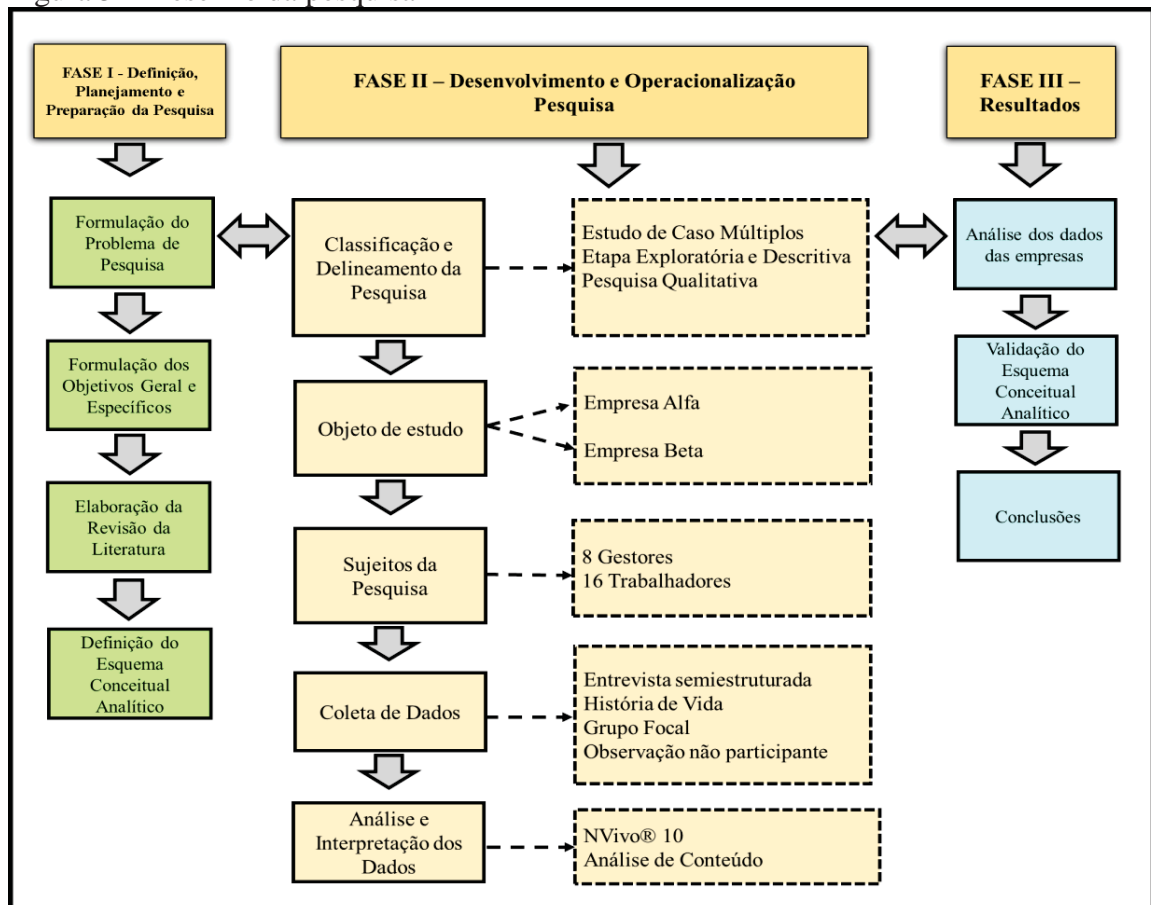 FASE I - Definição,
Planejamento e
Preparação da Pesquisa
Formulação do
Problema de
Pesquisa
Formulação dos
Objetivos Geral e
Específicos
Elaboração da
Revisão da
Literatura
Definição do
Esquema
Conceitual
Analítico
FASE II – Desenvolvimento e Operacionalização
Pesquisa
Classificação e
Delineamento da
Pesquisa
Estudo de Caso Múltiplos
Etapa Exploratória e Descritiva
Pesquisa Qualitativa
Objeto de estudo
Empresa Alfa
Empresa Beta
Sujeitos da
Pesquisa
8 Gestores
16 Trabalhadores
Coleta de Dados
Entrevista semiestruturada
História de Vida
Grupo Focal
Observação não participante
Análise e
Interpretação dos
Dados
NVivo® 10
Análise de Conteúdo
FASE III –
Resultados
Análise dos dados
das empresas
Validação do
Esquema
Conceitual
Analítico
Conclusões